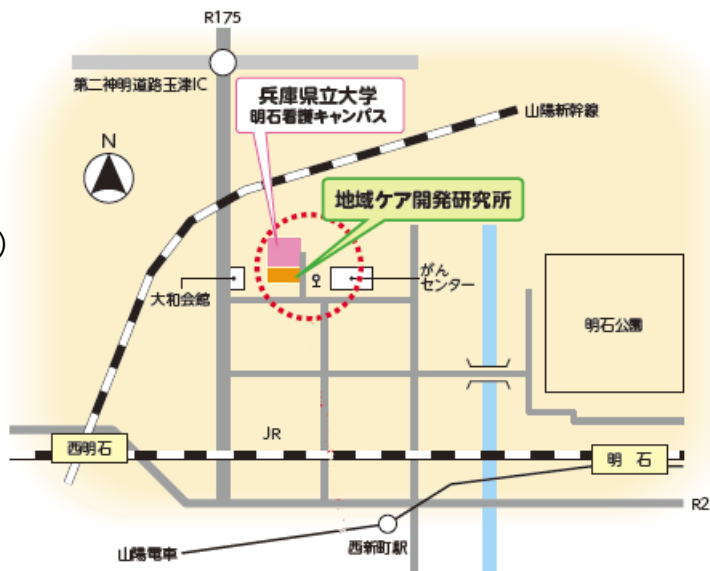 R175
第二神明道路玉津IC
兵庫県立大学
明石看護キャンパス
山陽新幹線
N
地域ケア開発研究所
)
大和会館
がん
センター
明石公園
JR
西明石
明 石
R2
西新町駅
山陽電車